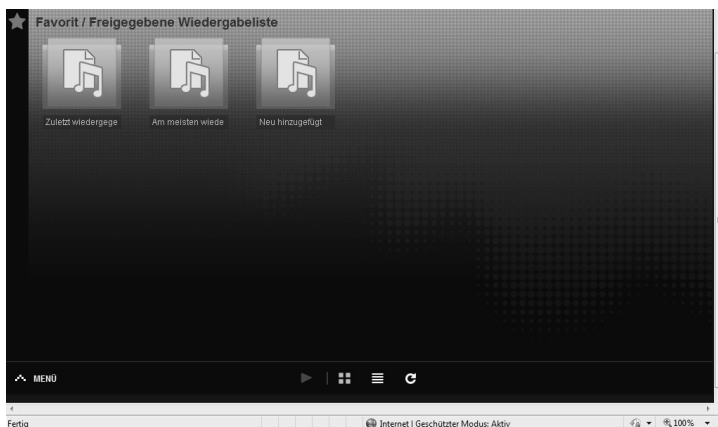 Favorit / Freigegebene Wiedergabeliste
Zuletzt wiedergege
Am meisten wiede
Neu hinzugefügt
MENÜ
Fertig
Internet | Geschützter Modus: Aktiv
100%